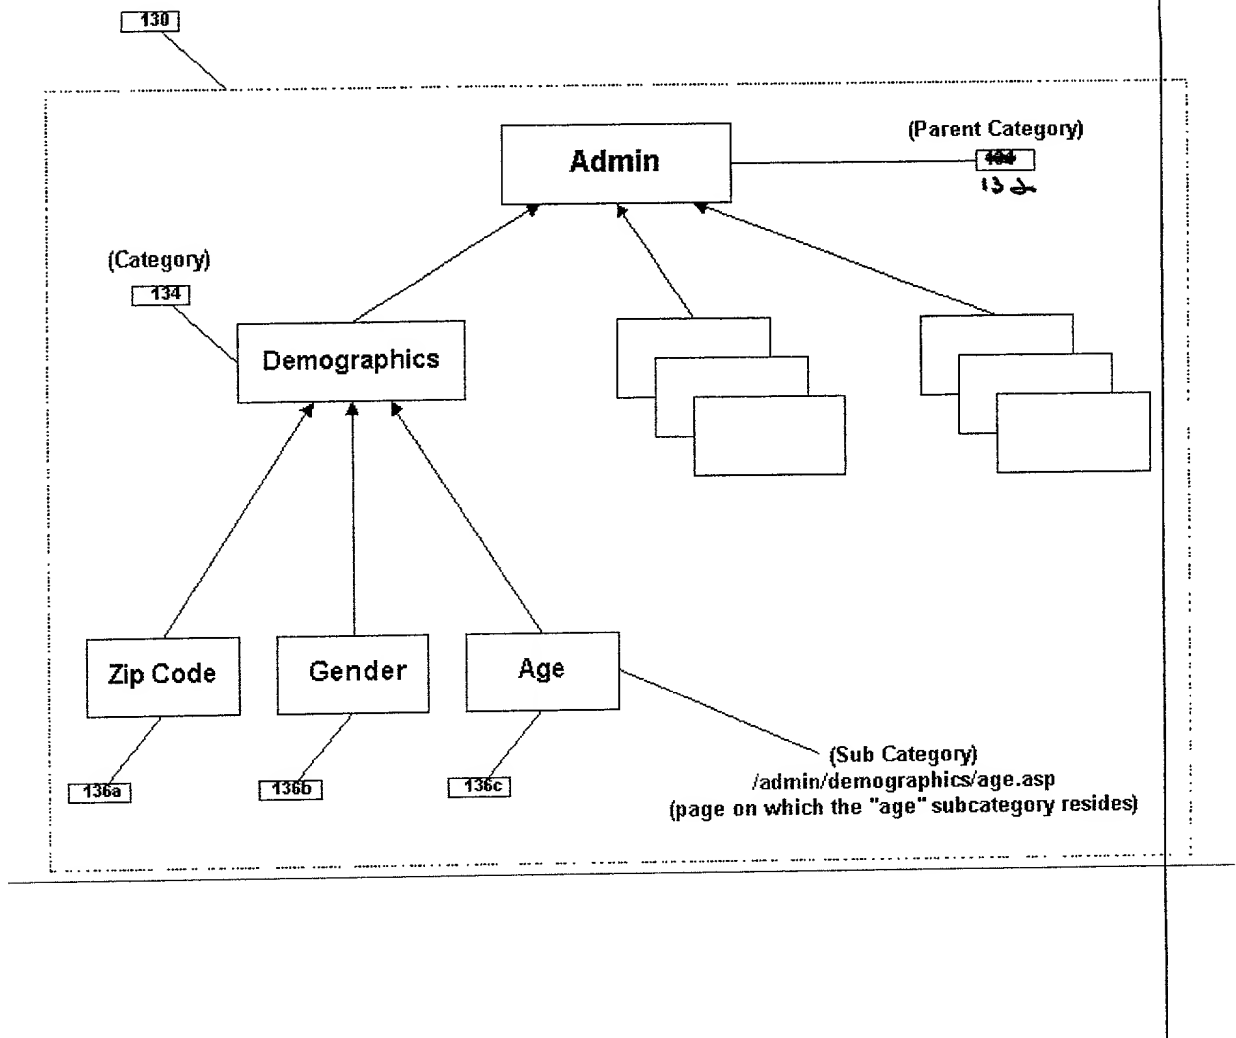 130
(Parent Category)
Admin
132
(Category)
134
Demographics
Zip Code
Gender
Age
(Sub Category)
/admin/demographics/age.asp
(page on which the "age" subcategory resides)
136a
136b
136c